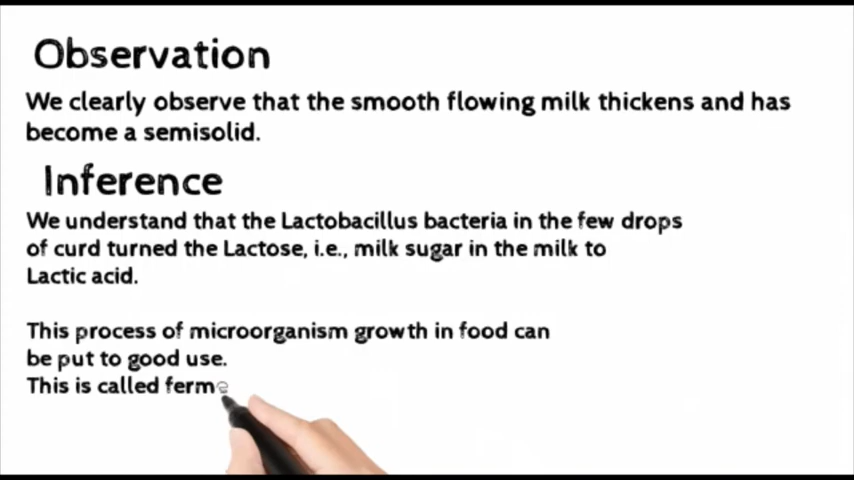 Observation
We clearly observe that the smooth flowing milk thickens and has
become a semisolid.
Inference
We understand that the Lactobacillus bacteria in the few drops
of curd turned the Lactose, i.e., milk sugar in the milk to
Lactic acid.
This process of microorganism growth in food can
be put to good use.
This is called ferme